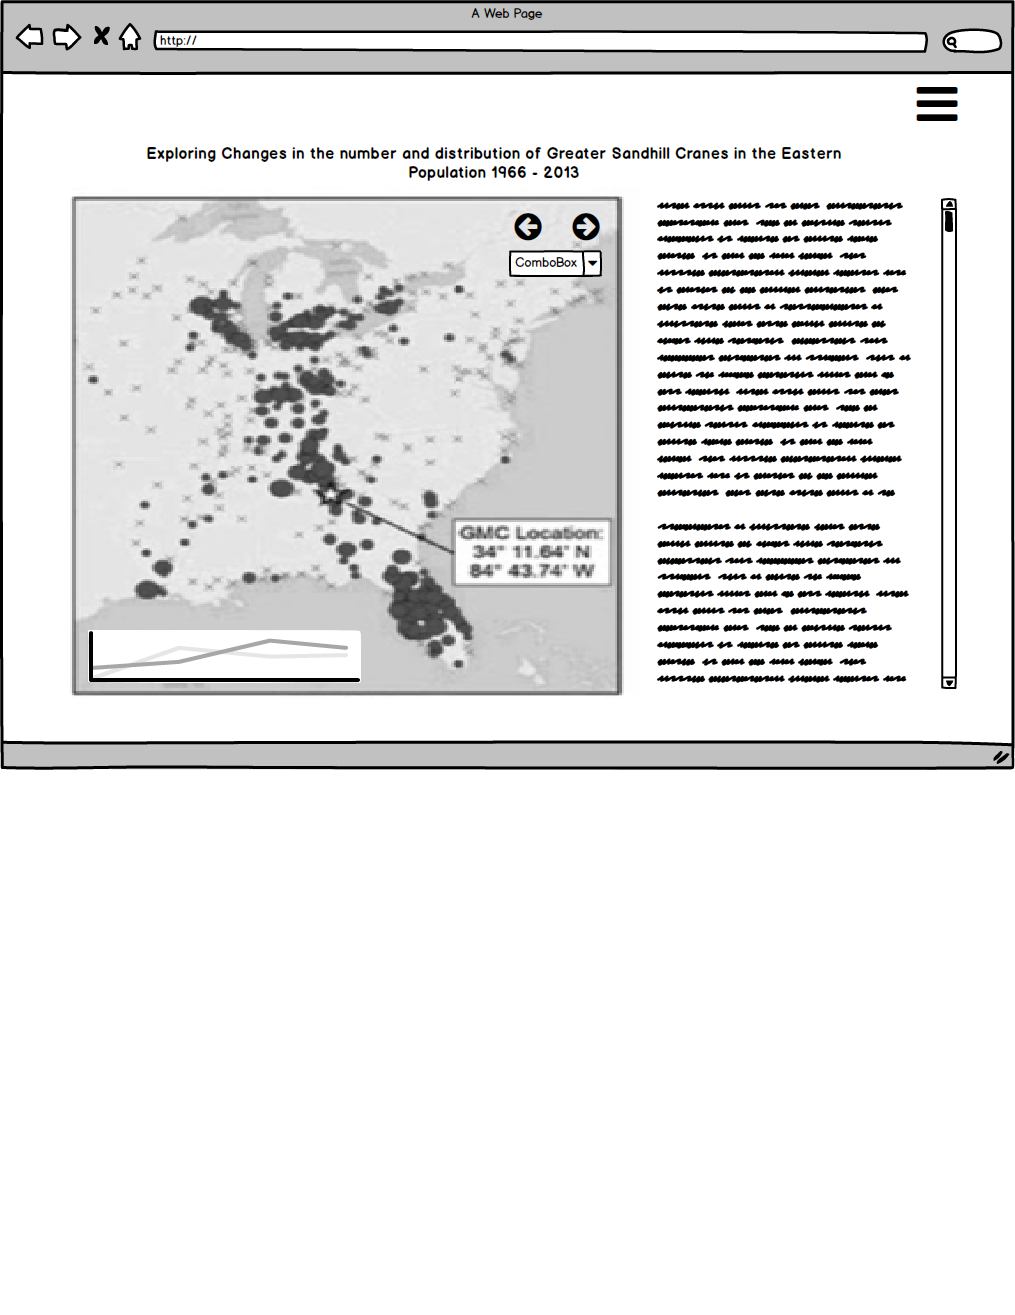 A Web Page
http://
Exploring Changes in the number and distribution of Greater Sandhill Cranes in the Eastern
Population 1966 - 2013
ComboBox
GMC Location:
34° 11.64' N
84° 43.74' W